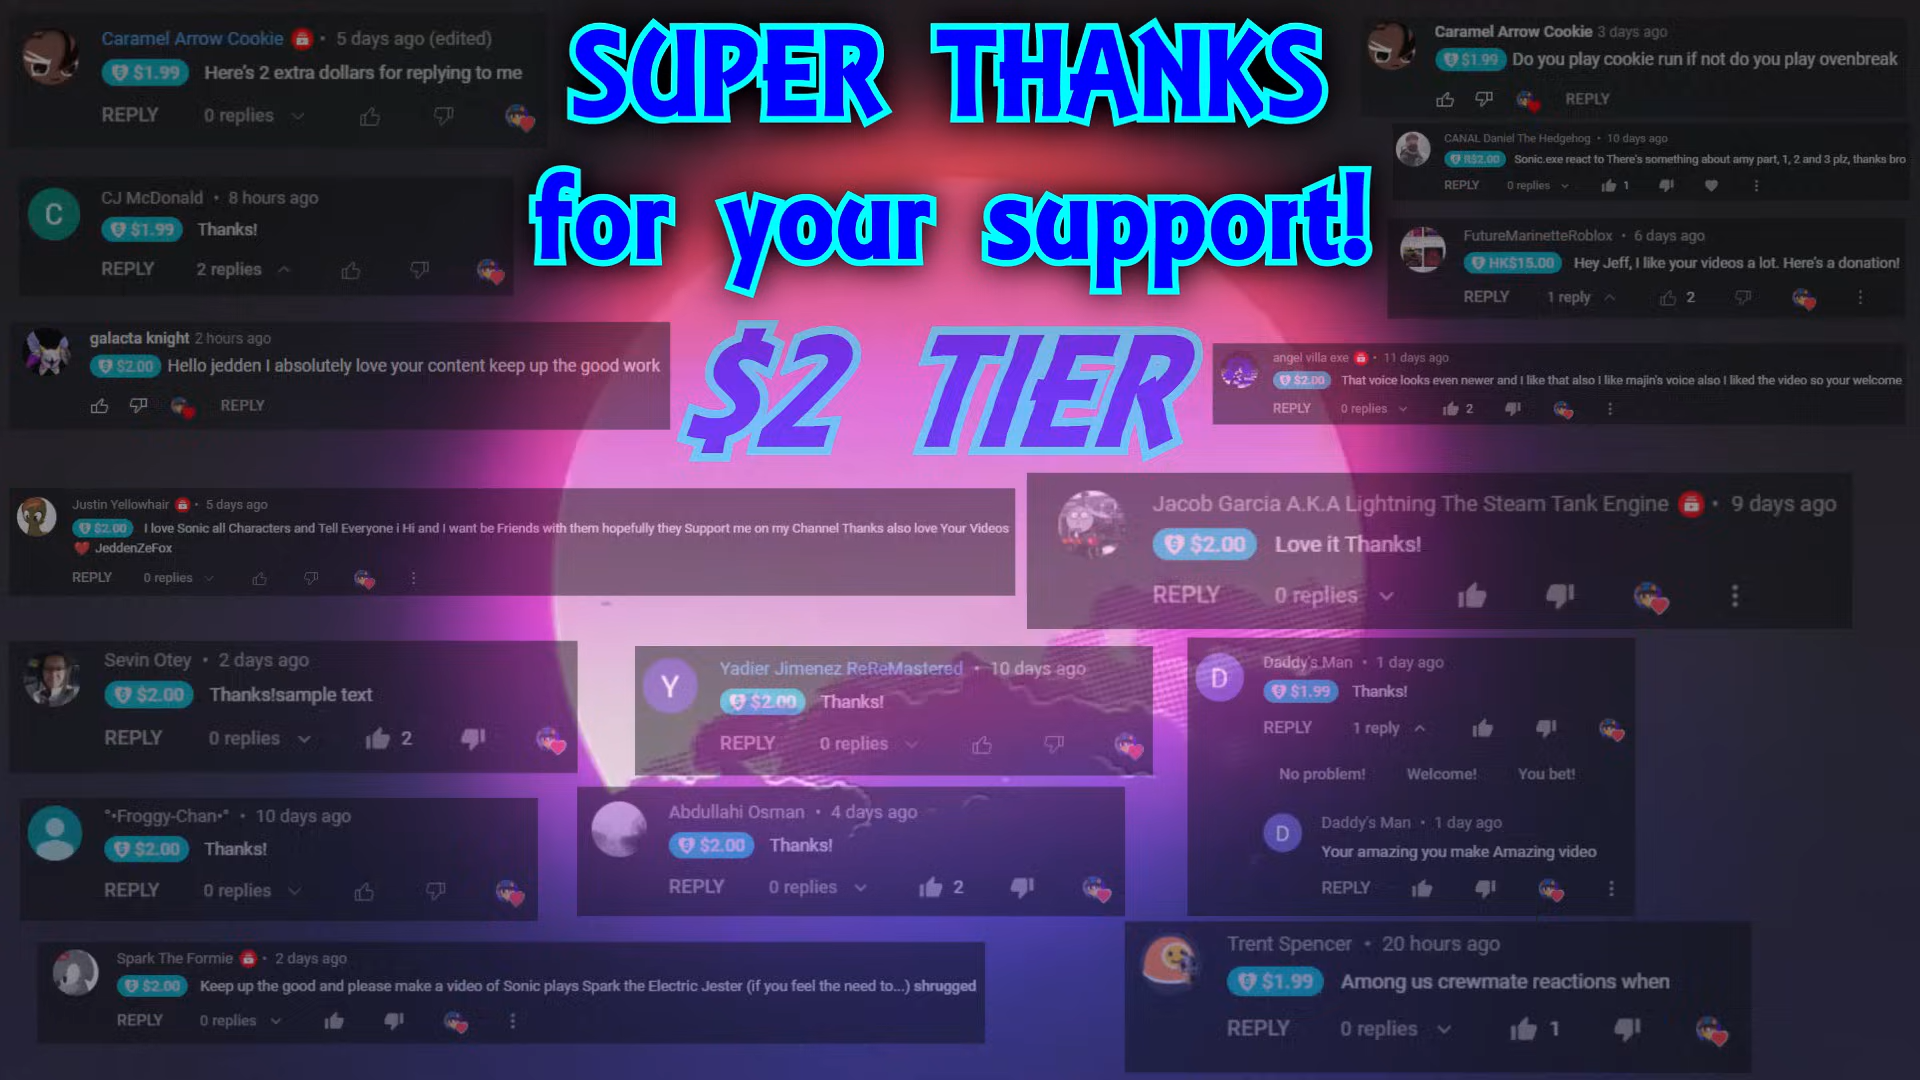 SUPER THANKS
for your support!
$2 TIER
Caramel Arrow Cookie • 5 days ago (edited)
$1.99 Here's 2 extra dollars for replying to me
REPLY 0 replies
CJ McDonald • 8 hours ago
$1.99 Thanks!
REPLY 2 replies
galacta knight 2 hours ago
$2.00 Hello jedden I absolutely love your content keep up the good work
REPLY
Caramel Arrow Cookie 3 days ago
$1.99 Do you play cookie run if not do you play ovenbreak
REPLY
CANAL Daniel The Hedgehog • 10 days ago
R$2.00 Sonic.exe react to There's something about amy part, 1, 2 and 3 plz, thanks bro
REPLY 0 replies 1
FutureMarinetteRoblox • 6 days ago
HK$15.00 Hey Jeff, I like your videos a lot. Here's a donation!
REPLY 1 reply 2
angel villa exe • 11 days ago
$2.00 That voice looks even newer and I like that also I like majin's voice also I liked the video so your welcome
REPLY 0 replies 2
Justin Yellowhair • 5 days ago
$2.00 I love Sonic all Characters and Tell Everyone i Hi and I want be Friends with them hopefully they Support me on my Channel Thanks also love Your Videos
❤️ JeddenZeFox
REPLY 0 replies
Jacob Garcia A.K.A Lightning The Steam Tank Engine • 9 days ago
$2.00 Love it Thanks!
REPLY 0 replies
Sevin Otey • 2 days ago
$2.00 Thanks!sample text
REPLY 0 replies 2
Y
Yadier Jimenez ReReMastered • 10 days ago
$2.00 Thanks!
REPLY 0 replies
D
Daddy's Man • 1 day ago
$1.99 Thanks!
REPLY 1 reply
No problem! Welcome! You bet!
D
Daddy's Man • 1 day ago
Your amazing you make Amazing video
REPLY
°•Froggy-Chan•° • 10 days ago
$2.00 Thanks!
REPLY 0 replies
Abdullahi Osman • 4 days ago
$2.00 Thanks!
REPLY 0 replies 2
Spark The Formie • 2 days ago
$2.00 Keep up the good and please make a video of Sonic plays Spark the Electric Jester (if you feel the need to...) shrugged
REPLY 0 replies
Trent Spencer • 20 hours ago
$1.99 Among us crewmate reactions when
REPLY 0 replies 1
C